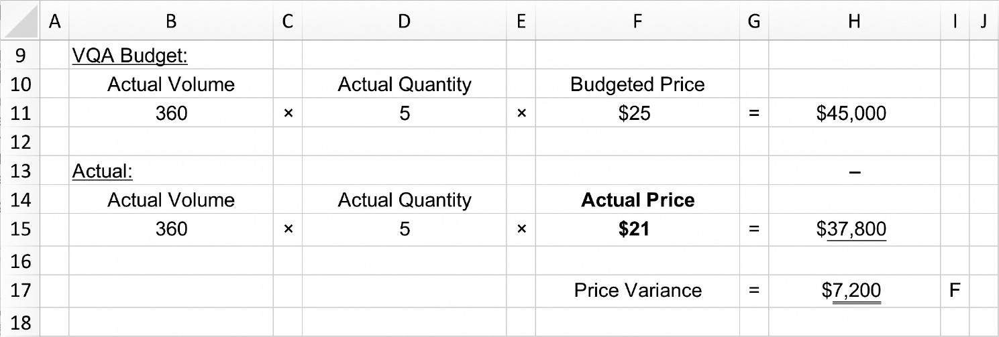 A B C D E F G H I J
9 VQA Budget:
10 Actual Volume Actual Quantity Budgeted Price
11 360 × 5 × $25 = $45,000
12
13 Actual: –
14 Actual Volume Actual Quantity Actual Price
15 360 × 5 × $21 = $37,800
16
17 Price Variance = $7,200 F
18